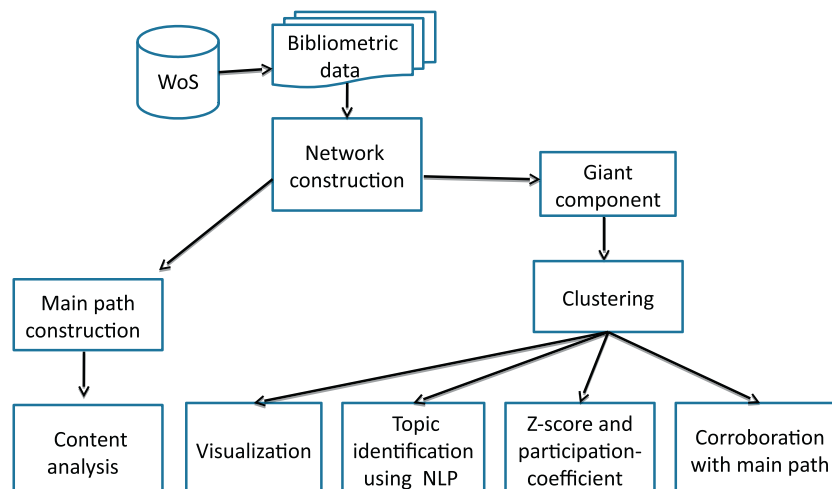 WoS
Bibliometric
data
Network
construction
Giant
component
Main path
construction
Clustering
Content
analysis
Visualization
Topic
identification
using NLP
Z-score and
participation-
coefficient
Corroboration
with main path